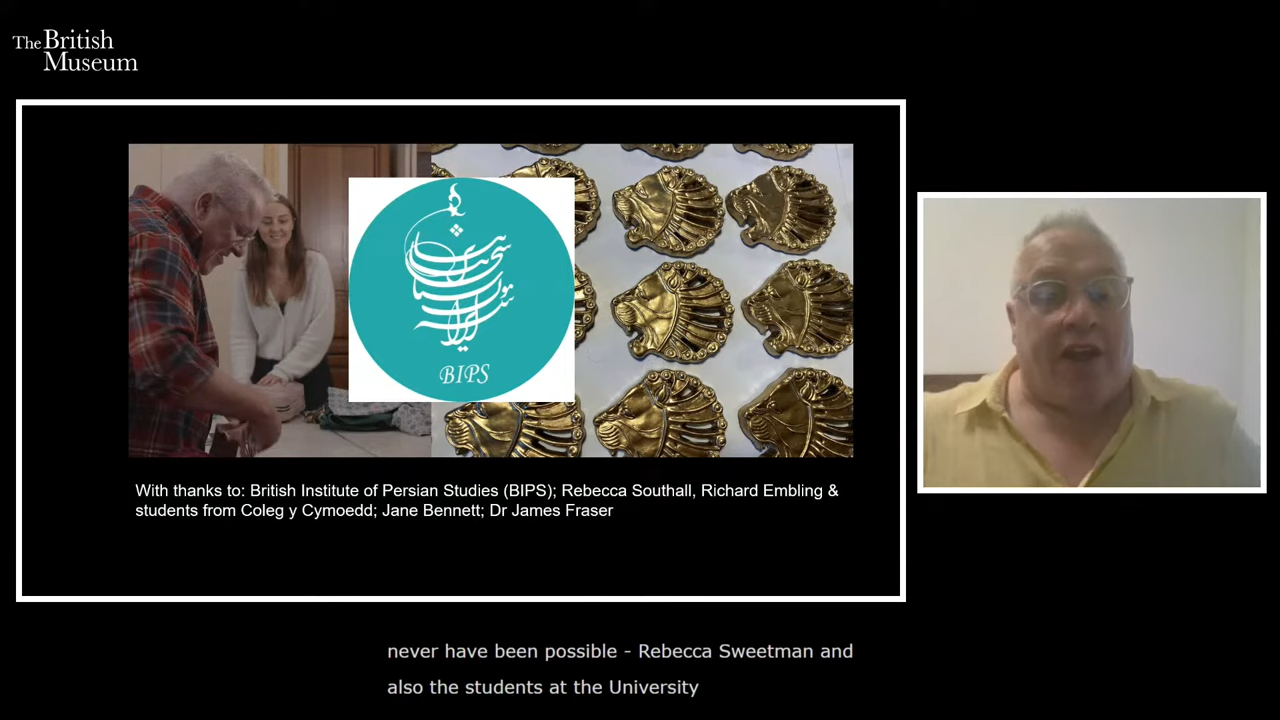 The British
Museum
BIPS
With thanks to: British Institute of Persian Studies (BIPS); Rebecca Southall, Richard Embling &
students from Coleg y Cymoedd; Jane Bennett; Dr James Fraser
never have been possible - Rebecca Sweetman and
also the students at the University